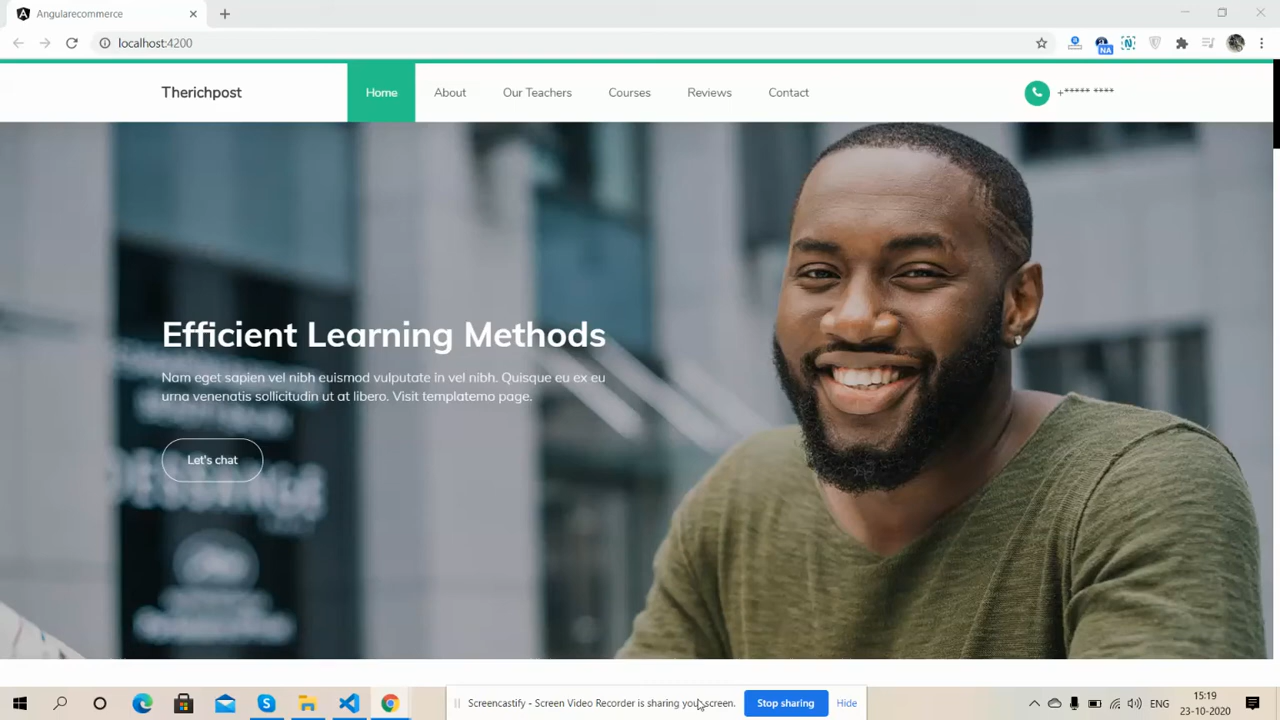 Angularecommerce
localhost:4200
NA
Therichpost
Home
About
Our Teachers
Courses
Reviews
Contact
+***** ****
Efficient Learning Methods
Nam eget sapien vel nibh euismod vulputate in vel nibh. Quisque eu ex eu
urna venenatis sollicitudin ut at libero. Visit templatemo page.
Let's chat
Screencastify - Screen Video Recorder is sharing your screen.
Stop sharing
Hide
ENG
15:19
23-10-2020